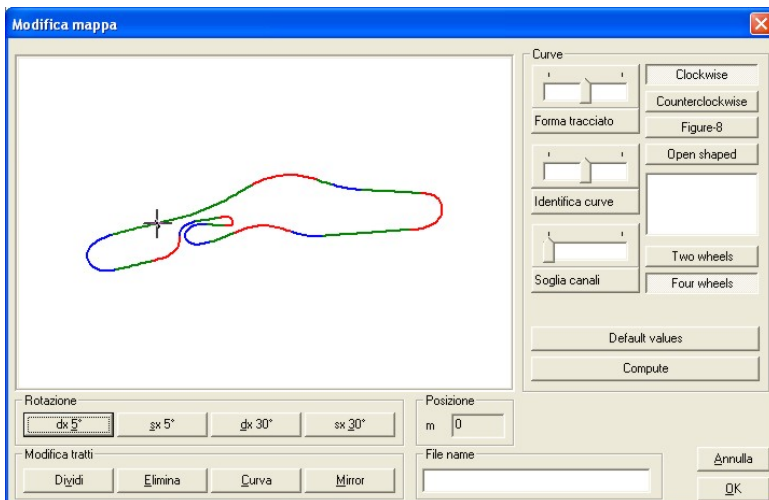 Modifica mappa
Curve
Forma tracciato
Identifica curve
Soglia canali
Clockwise
Counterclockwise
Figure-8
Open shaped
Two wheels
Four wheels
Default values
Compute
Rotazione
dx 5°
sx 5°
dx 30°
sx 30°
Posizione
m 0
Modifica tratti
Dividi
Elimina
Curva
Mirror
File name
Annulla
OK